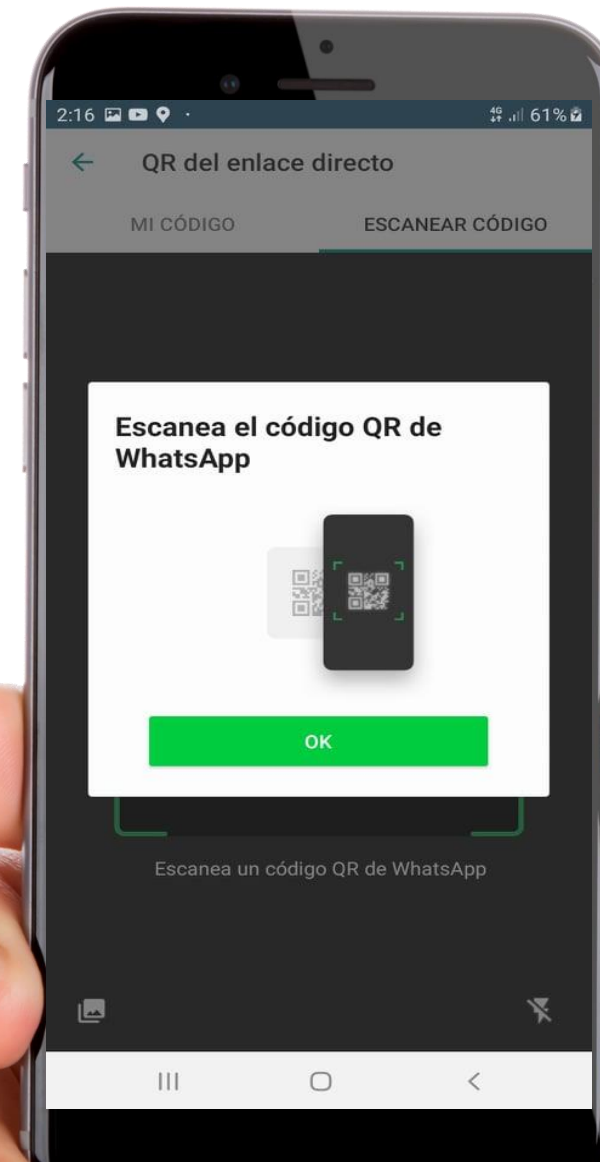 2:16
4G 61%
QR del enlace directo
MI CÓDIGO
ESCANEAR CÓDIGO
Escanea el código QR de
WhatsApp
OK
Escanea un código QR de WhatsApp